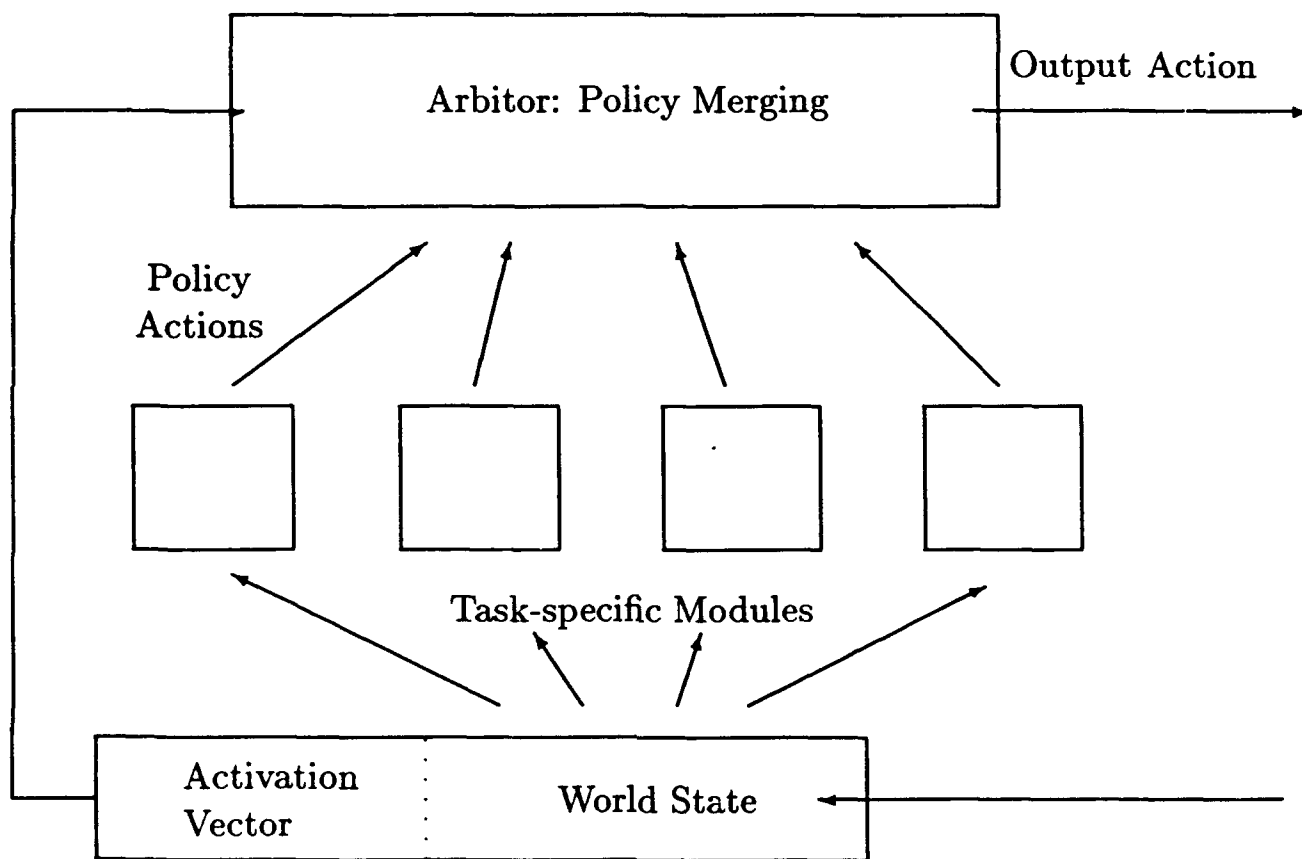 Output Action
Arbitor: Policy Merging
Policy
Actions
Task-specific Modules
Activation
Vector
World State